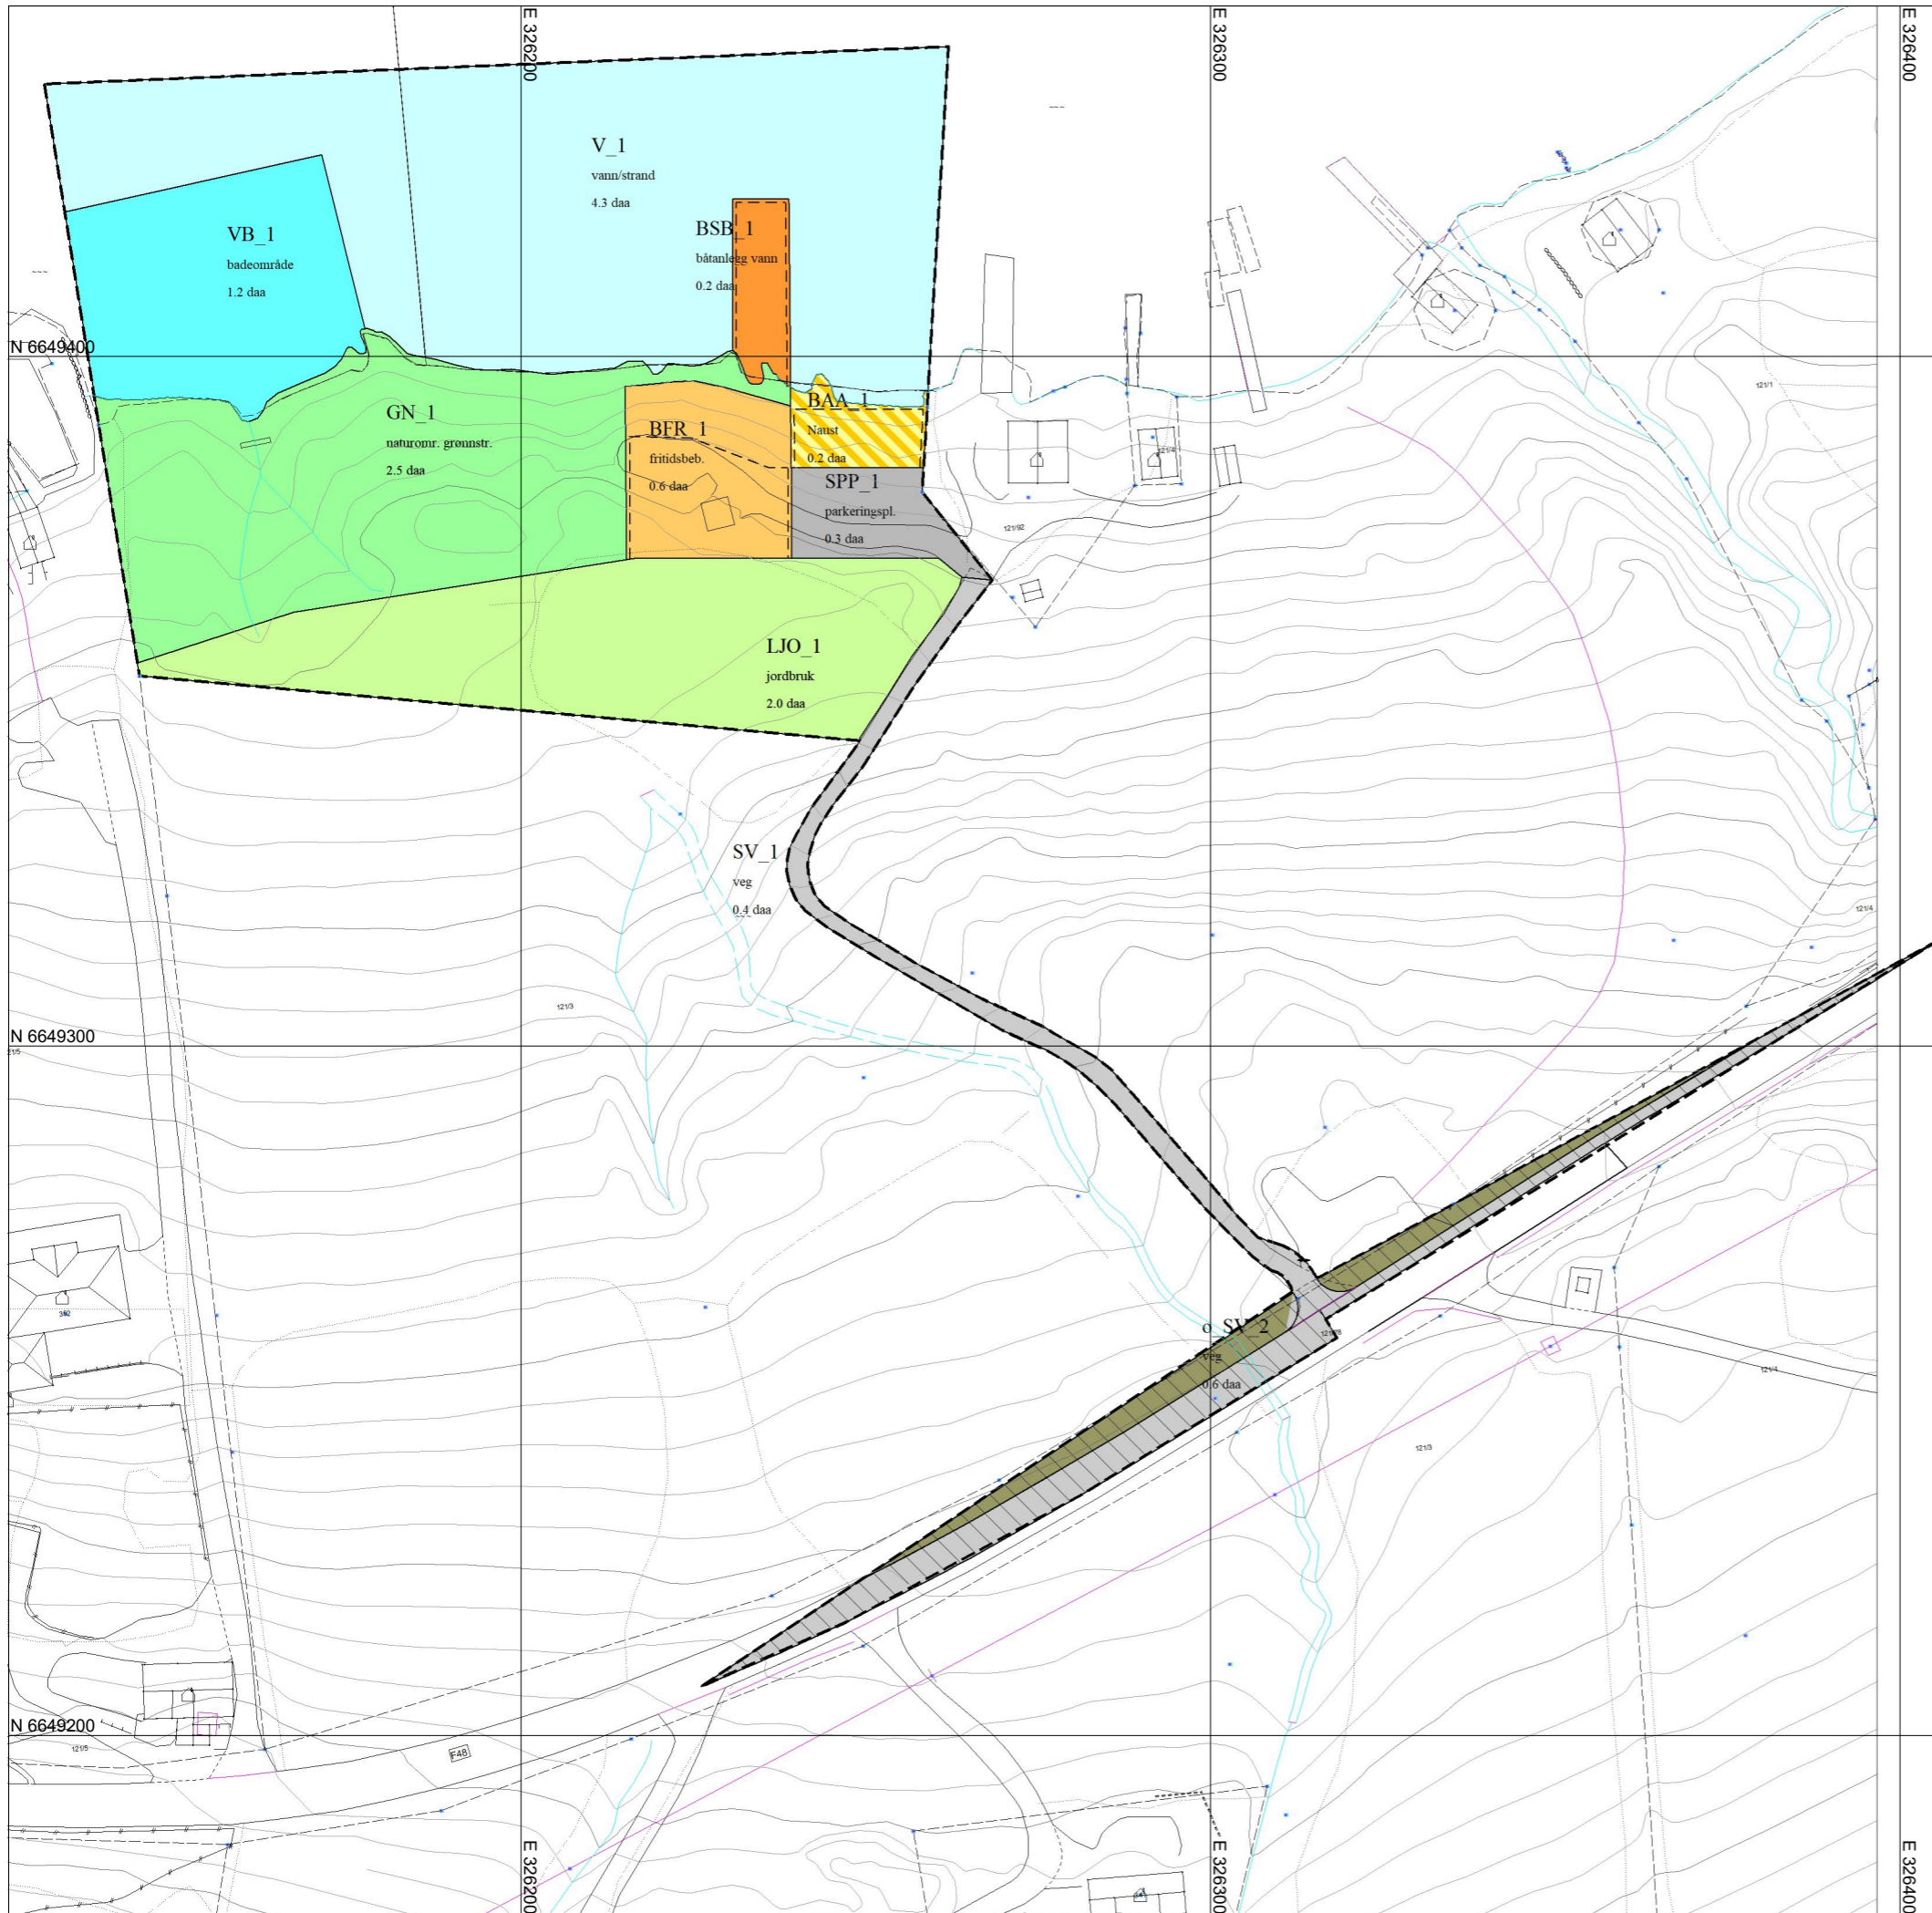 E 326200
E 326300
E 326400
V_1
vann/strand
4.3 daa
VB_1
badeområde
1.2 daa
BSB_1
båtanlegg vann
0.2 daa
N 6649400
121/1
GN_1
naturomr. grønnstr.
2.5 daa
BFR_1
fritidsbeb.
0.6 daa
BAA_1
Naust
0.2 daa
121/4
SPP_1
parkeringspl.
0.3 daa
121/92
LJO_1
jordbruk
2.0 daa
SV_1
veg
0.4 daa
121/4
121/3
N 6649300
o_SV_2
veg
0.6 daa
121/1
121/3
N 6649200
121/5
F48
E 326200
E 326300
E 326400